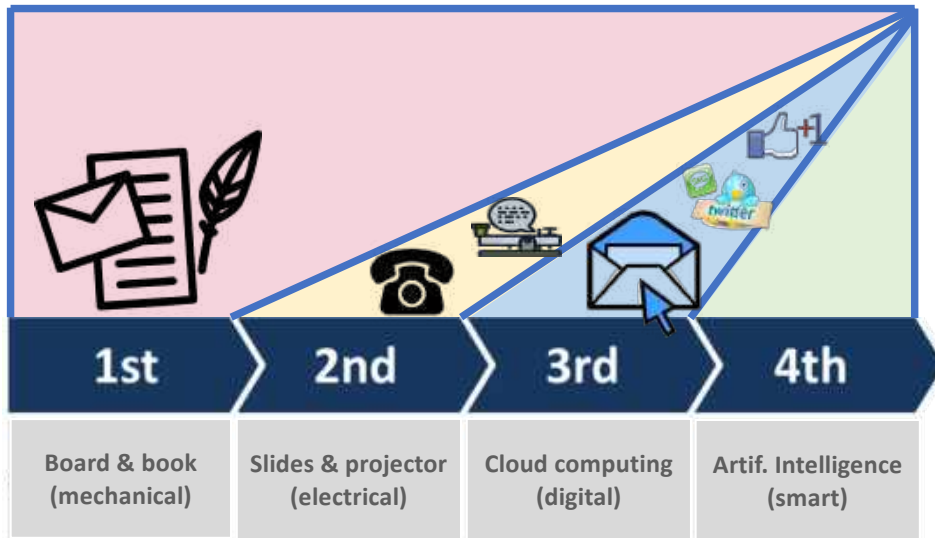 +1
twitter
1st
2nd
3rd
4th
Board & book
(mechanical)
Slides & projector
(electrical)
Cloud computing
(digital)
Artif. Intelligence
(smart)